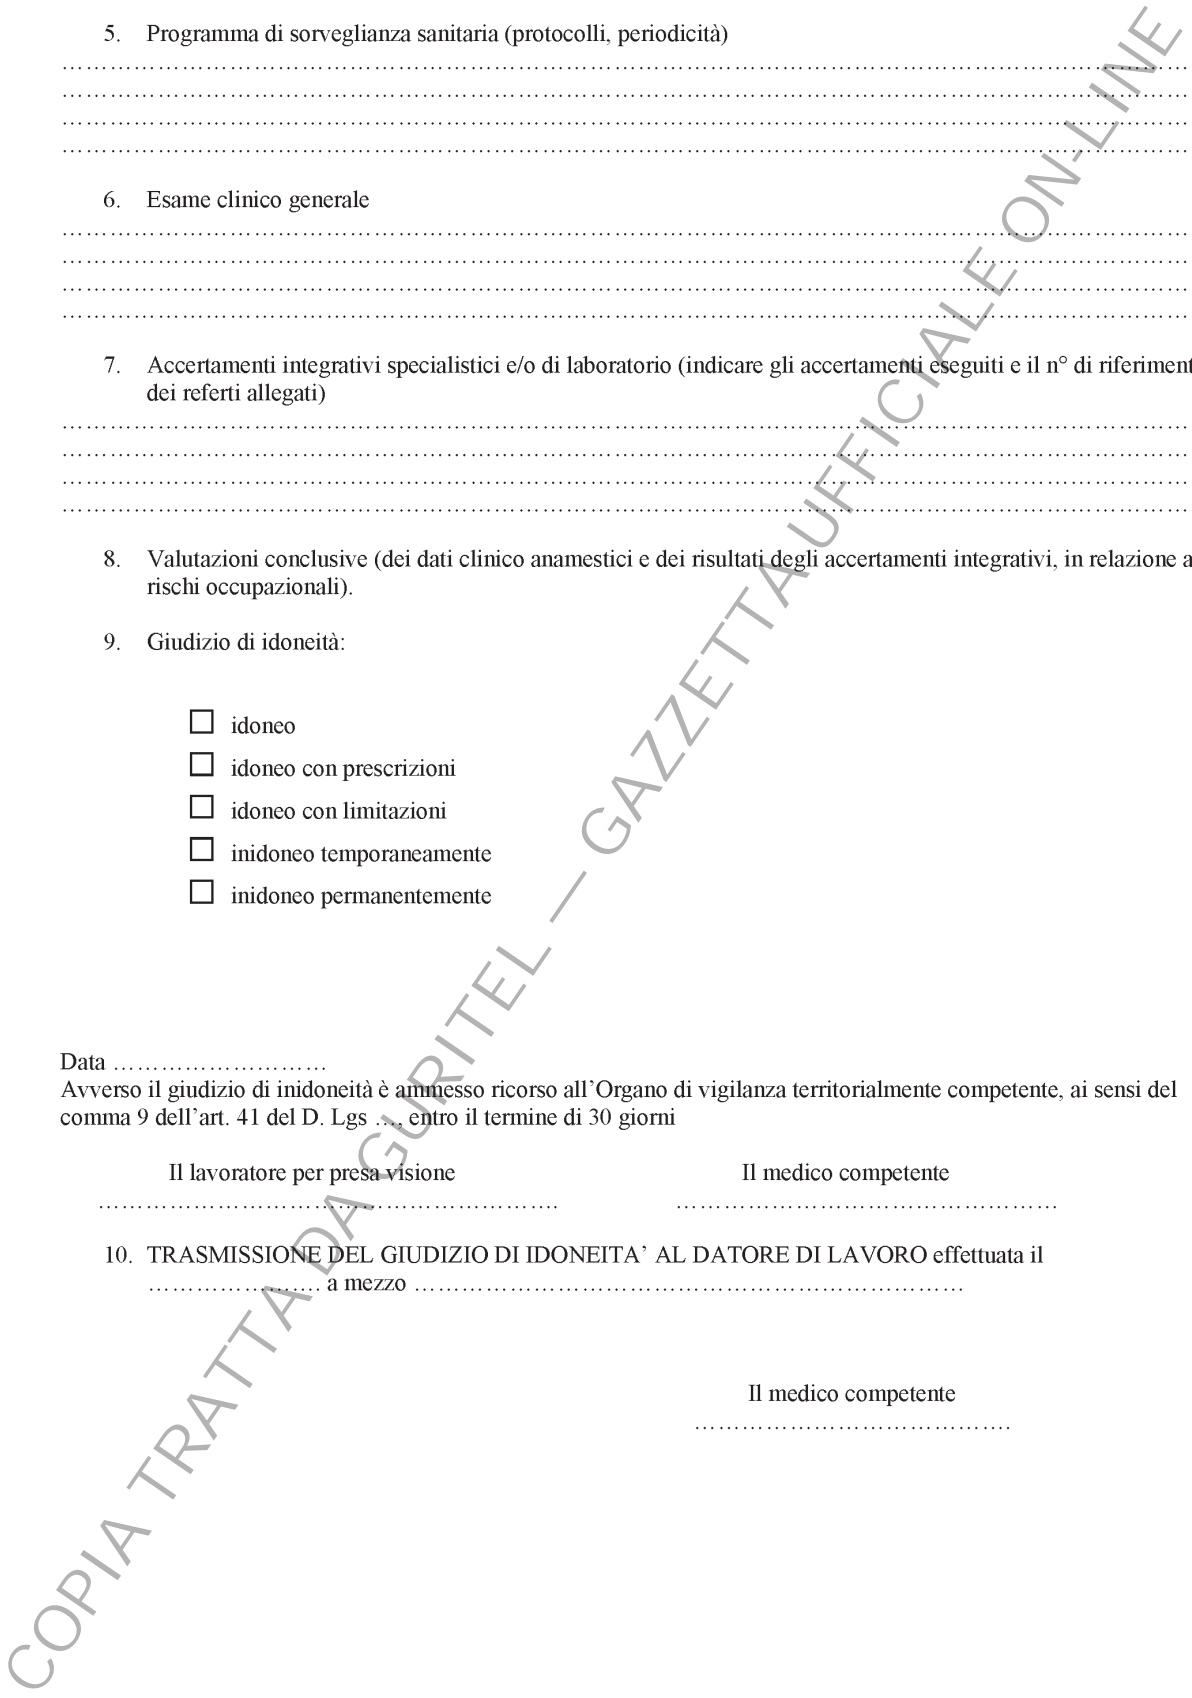 5. Programma di sorveglianza sanitaria (protocolli, periodicità)
……………………………………………………………………………………………………………………………
……………………………………………………………………………………………………………………………
……………………………………………………………………………………………………………………………
……………………………………………………………………………………………………………………………
6. Esame clinico generale
……………………………………………………………………………………………………………………………
……………………………………………………………………………………………………………………………
……………………………………………………………………………………………………………………………
……………………………………………………………………………………………………………………………
7. Accertamenti integrativi specialistici e/o di laboratorio (indicare gli accertamenti eseguiti e il n° di riferiment
dei referti allegati)
……………………………………………………………………………………………………………………………
……………………………………………………………………………………………………………………………
……………………………………………………………………………………………………………………………
……………………………………………………………………………………………………………………………
8. Valutazioni conclusive (dei dati clinico anamestici e dei risultati degli accertamenti integrativi, in relazione a
rischi occupazionali).
9. Giudizio di idoneità:
☐ idoneo
☐ idoneo con prescrizioni
☐ idoneo con limitazioni
☐ inidoneo temporaneamente
☐ inidoneo permanentemente
Data ………………………
Avverso il giudizio di inidoneità è ammesso ricorso all’Organo di vigilanza territorialmente competente, ai sensi del
comma 9 dell’art. 41 del D. Lgs …, entro il termine di 30 giorni
Il lavoratore per presa visione Il medico competente
…………………………………………………. …………………………………………
10. TRASMISSIONE DEL GIUDIZIO DI IDONEITA’ AL DATORE DI LAVORO effettuata il
…………………. a mezzo ……………………………………………………………
Il medico competente
………………………………….
COPIA TRATTA DA GURITEL — GAZZETTA UFFICIALE ON-LINE